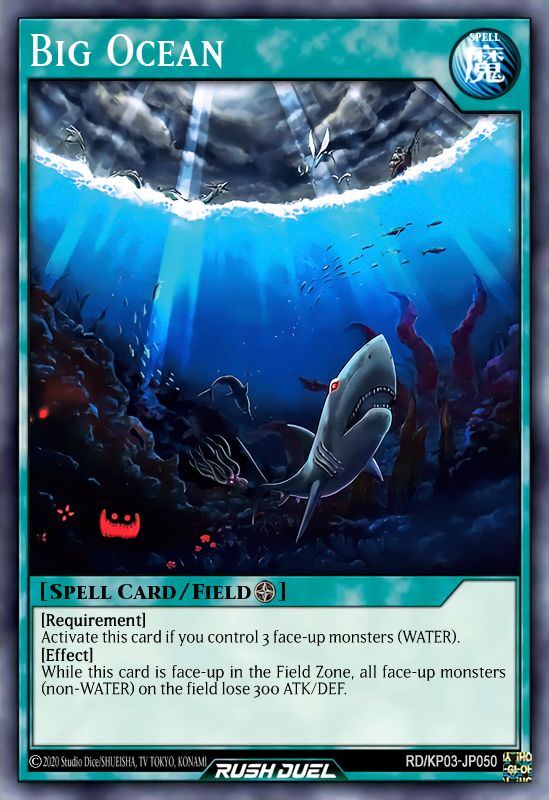 Big Ocean
SPELL
魔
[Spell Card/Field]
[Requirement]
Activate this card if you control 3 face-up monsters (WATER).
[Effect]
While this card is face-up in the Field Zone, all face-up monsters
(non-WATER) on the field lose 300 ATK/DEF.
©2020 Studio Dice/SHUEISHA, TV TOKYO, KONAMI
RUSH DUEL
RD/KP03-JP050